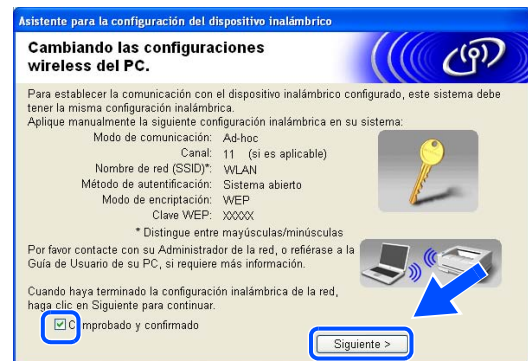 Asistente para la configuración del dispositivo inalámbrico
Cambiando las configuraciones
wireless del PC.
Para establecer la comunicación con el dispositivo inalámbrico configurado, este sistema debe
tener la misma configuración inalámbrica.
Aplique manualmente la siguiente configuración inalámbrica en su sistema:
Modo de comunicación: Ad-hoc
Canal: 11 (si es aplicable)
Nombre de red (SSID)*: WLAN
Método de autentificación: Sistema abierto
Modo de encriptación: WEP
Clave WEP: XXXXX
* Distingue entre mayúsculas/minúsculas
Por favor contacte con su Administrador de la red, o refiérase a la
Guía de Usuario de su PC, si requiere más información.
Cuando haya terminado la configuración inalámbrica de la red,
haga clic en Siguiente para continuar.
Comprobado y confirmado
Siguiente >